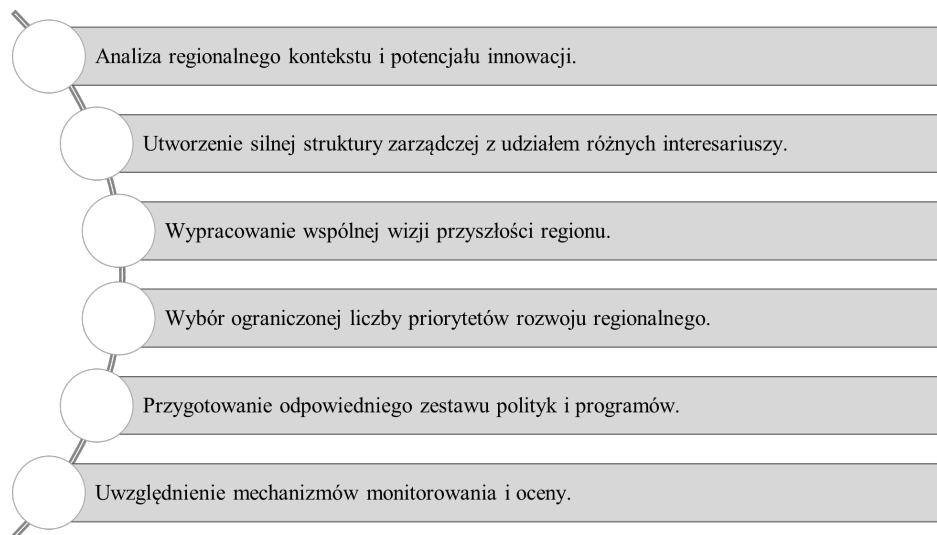 Analiza regionalnego kontekstu i potencjału innowacji.
Utworzenie silnej struktury zarządczej z udziałem różnych interesariuszy.
Wypracowanie wspólnej wizji przyszłości regionu.
Wybór ograniczonej liczby priorytetów rozwoju regionalnego.
Przygotowanie odpowiedniego zestawu polityk i programów.
Uwzględnienie mechanizmów monitorowania i oceny.